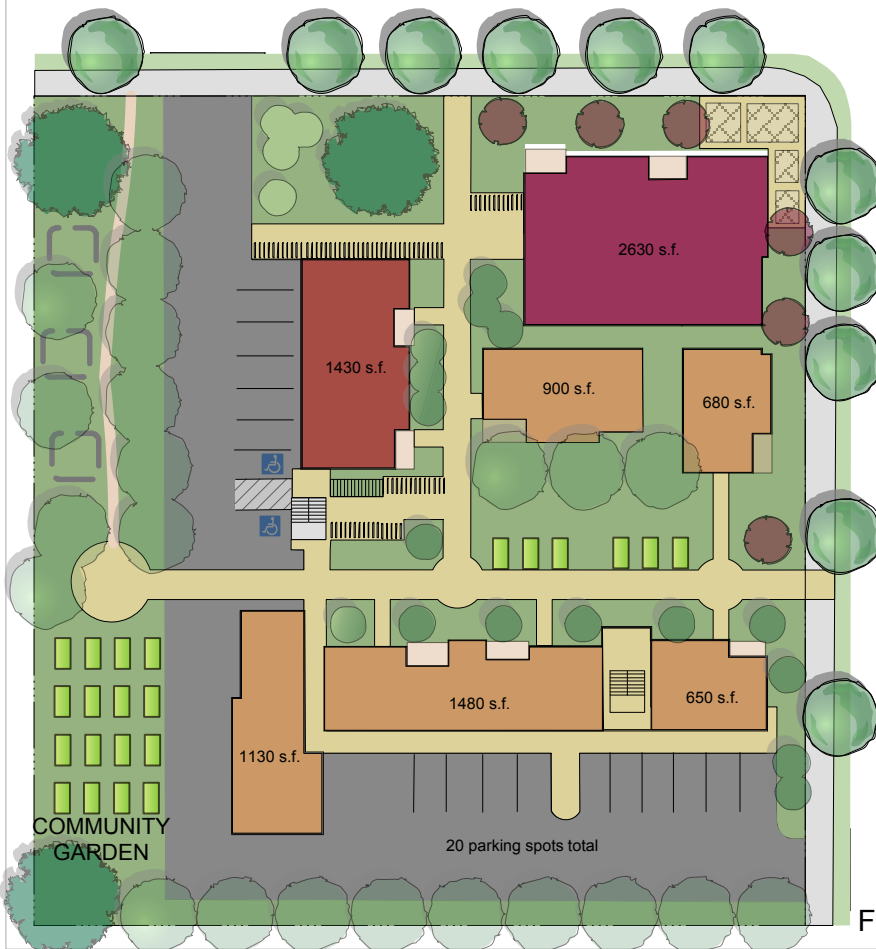 2630 s.f.
1430 s.f.
900 s.f.
680 s.f.
1480 s.f.
650 s.f.
1130 s.f.
COMMUNITY
GARDEN
20 parking spots total
F